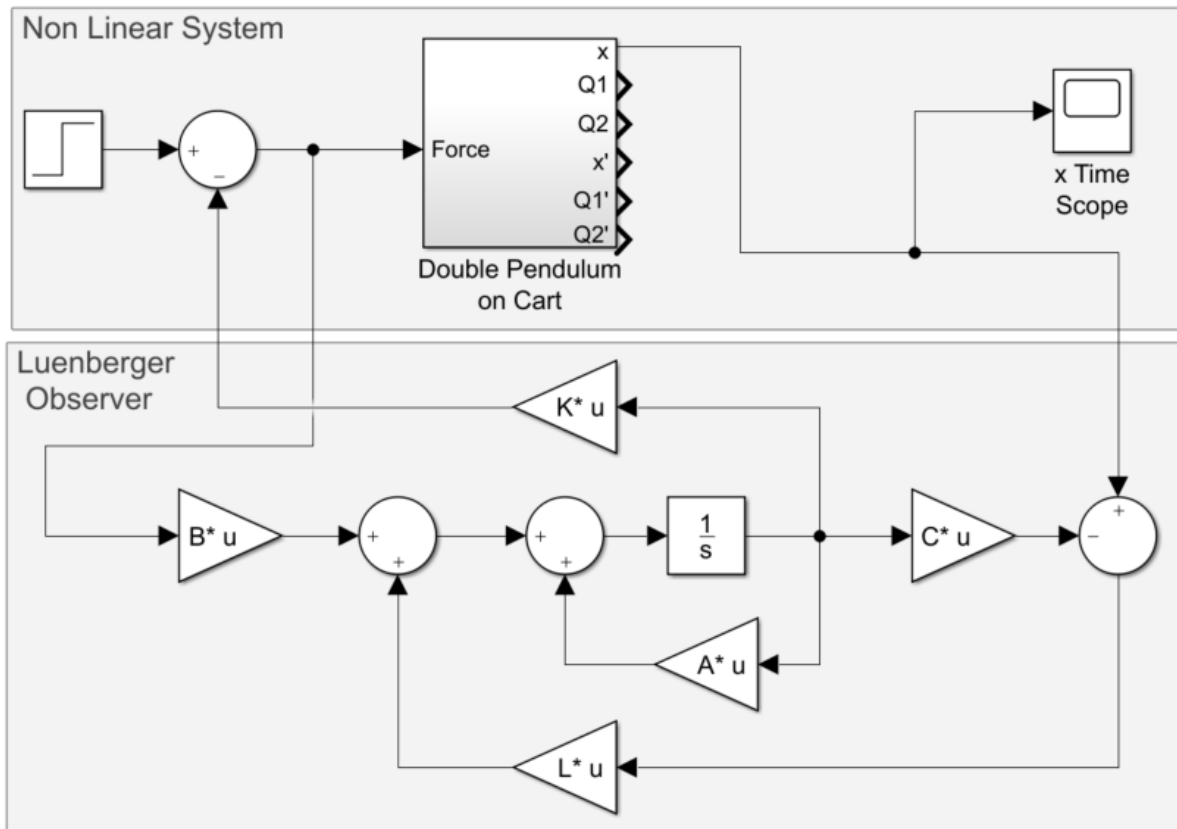 Non Linear System
x
Q1
Q2
x'
Q1'
Q2'
Force
+
−
Double Pendulum
on Cart
x Time
Scope
Luenberger
Observer
K* u
B* u
+
+
+
+
1
s
C* u
+
−
A* u
L* u